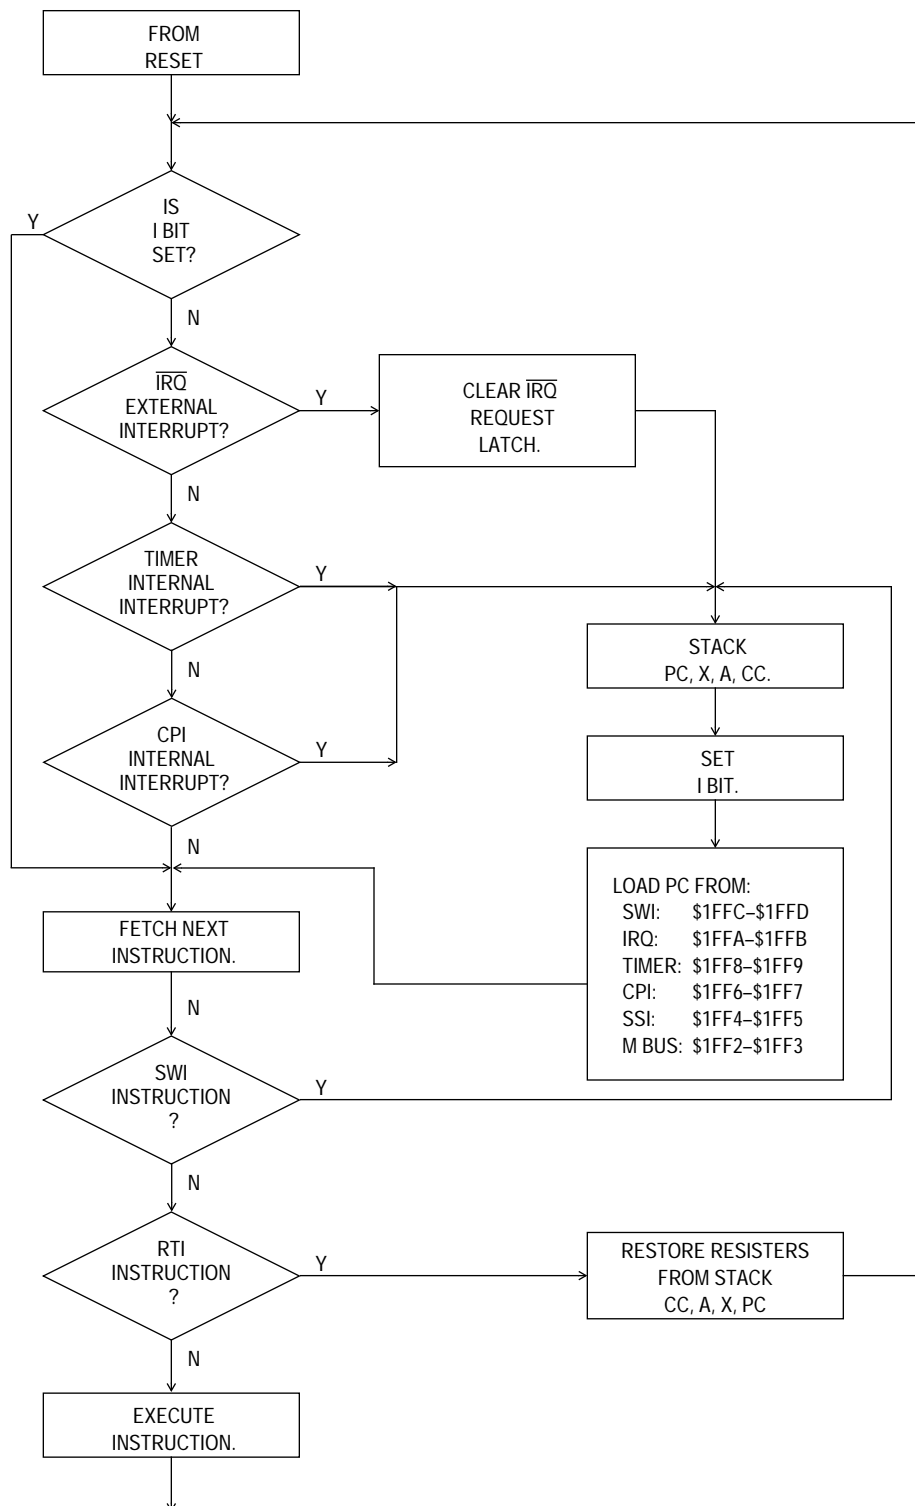 FROM
RESET
IS
I BIT
SET?
Y
N
IRQ
EXTERNAL
INTERRUPT?
Y
CLEAR IRQ
REQUEST
LATCH.
N
TIMER
INTERNAL
INTERRUPT?
Y
STACK
PC, X, A, CC.
N
CPI
INTERNAL
INTERRUPT?
Y
SET
I BIT.
N
LOAD PC FROM:
SWI: $1FFC–$1FFD
IRQ: $1FFA–$1FFB
TIMER: $1FF8–$1FF9
CPI: $1FF6–$1FF7
SSI: $1FF4–$1FF5
M BUS: $1FF2–$1FF3
FETCH NEXT
INSTRUCTION.
N
SWI
INSTRUCTION
?
Y
N
RTI
INSTRUCTION
?
Y
RESTORE RESISTERS
FROM STACK
CC, A, X, PC
N
EXECUTE
INSTRUCTION.